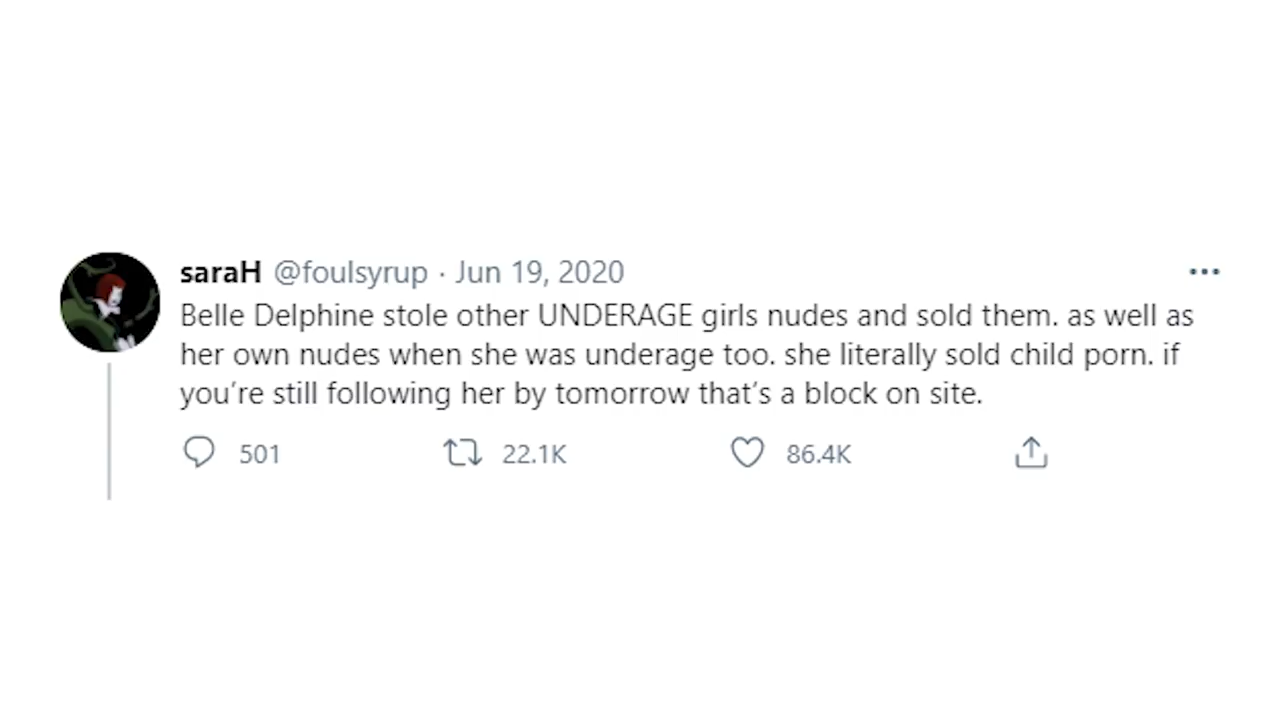 saraH @foulsyrup · Jun 19, 2020
Belle Delphine stole other UNDERAGE girls nudes and sold them. as well as
her own nudes when she was underage too. she literally sold child porn. if
you’re still following her by tomorrow that’s a block on site.
501 22.1K 86.4K